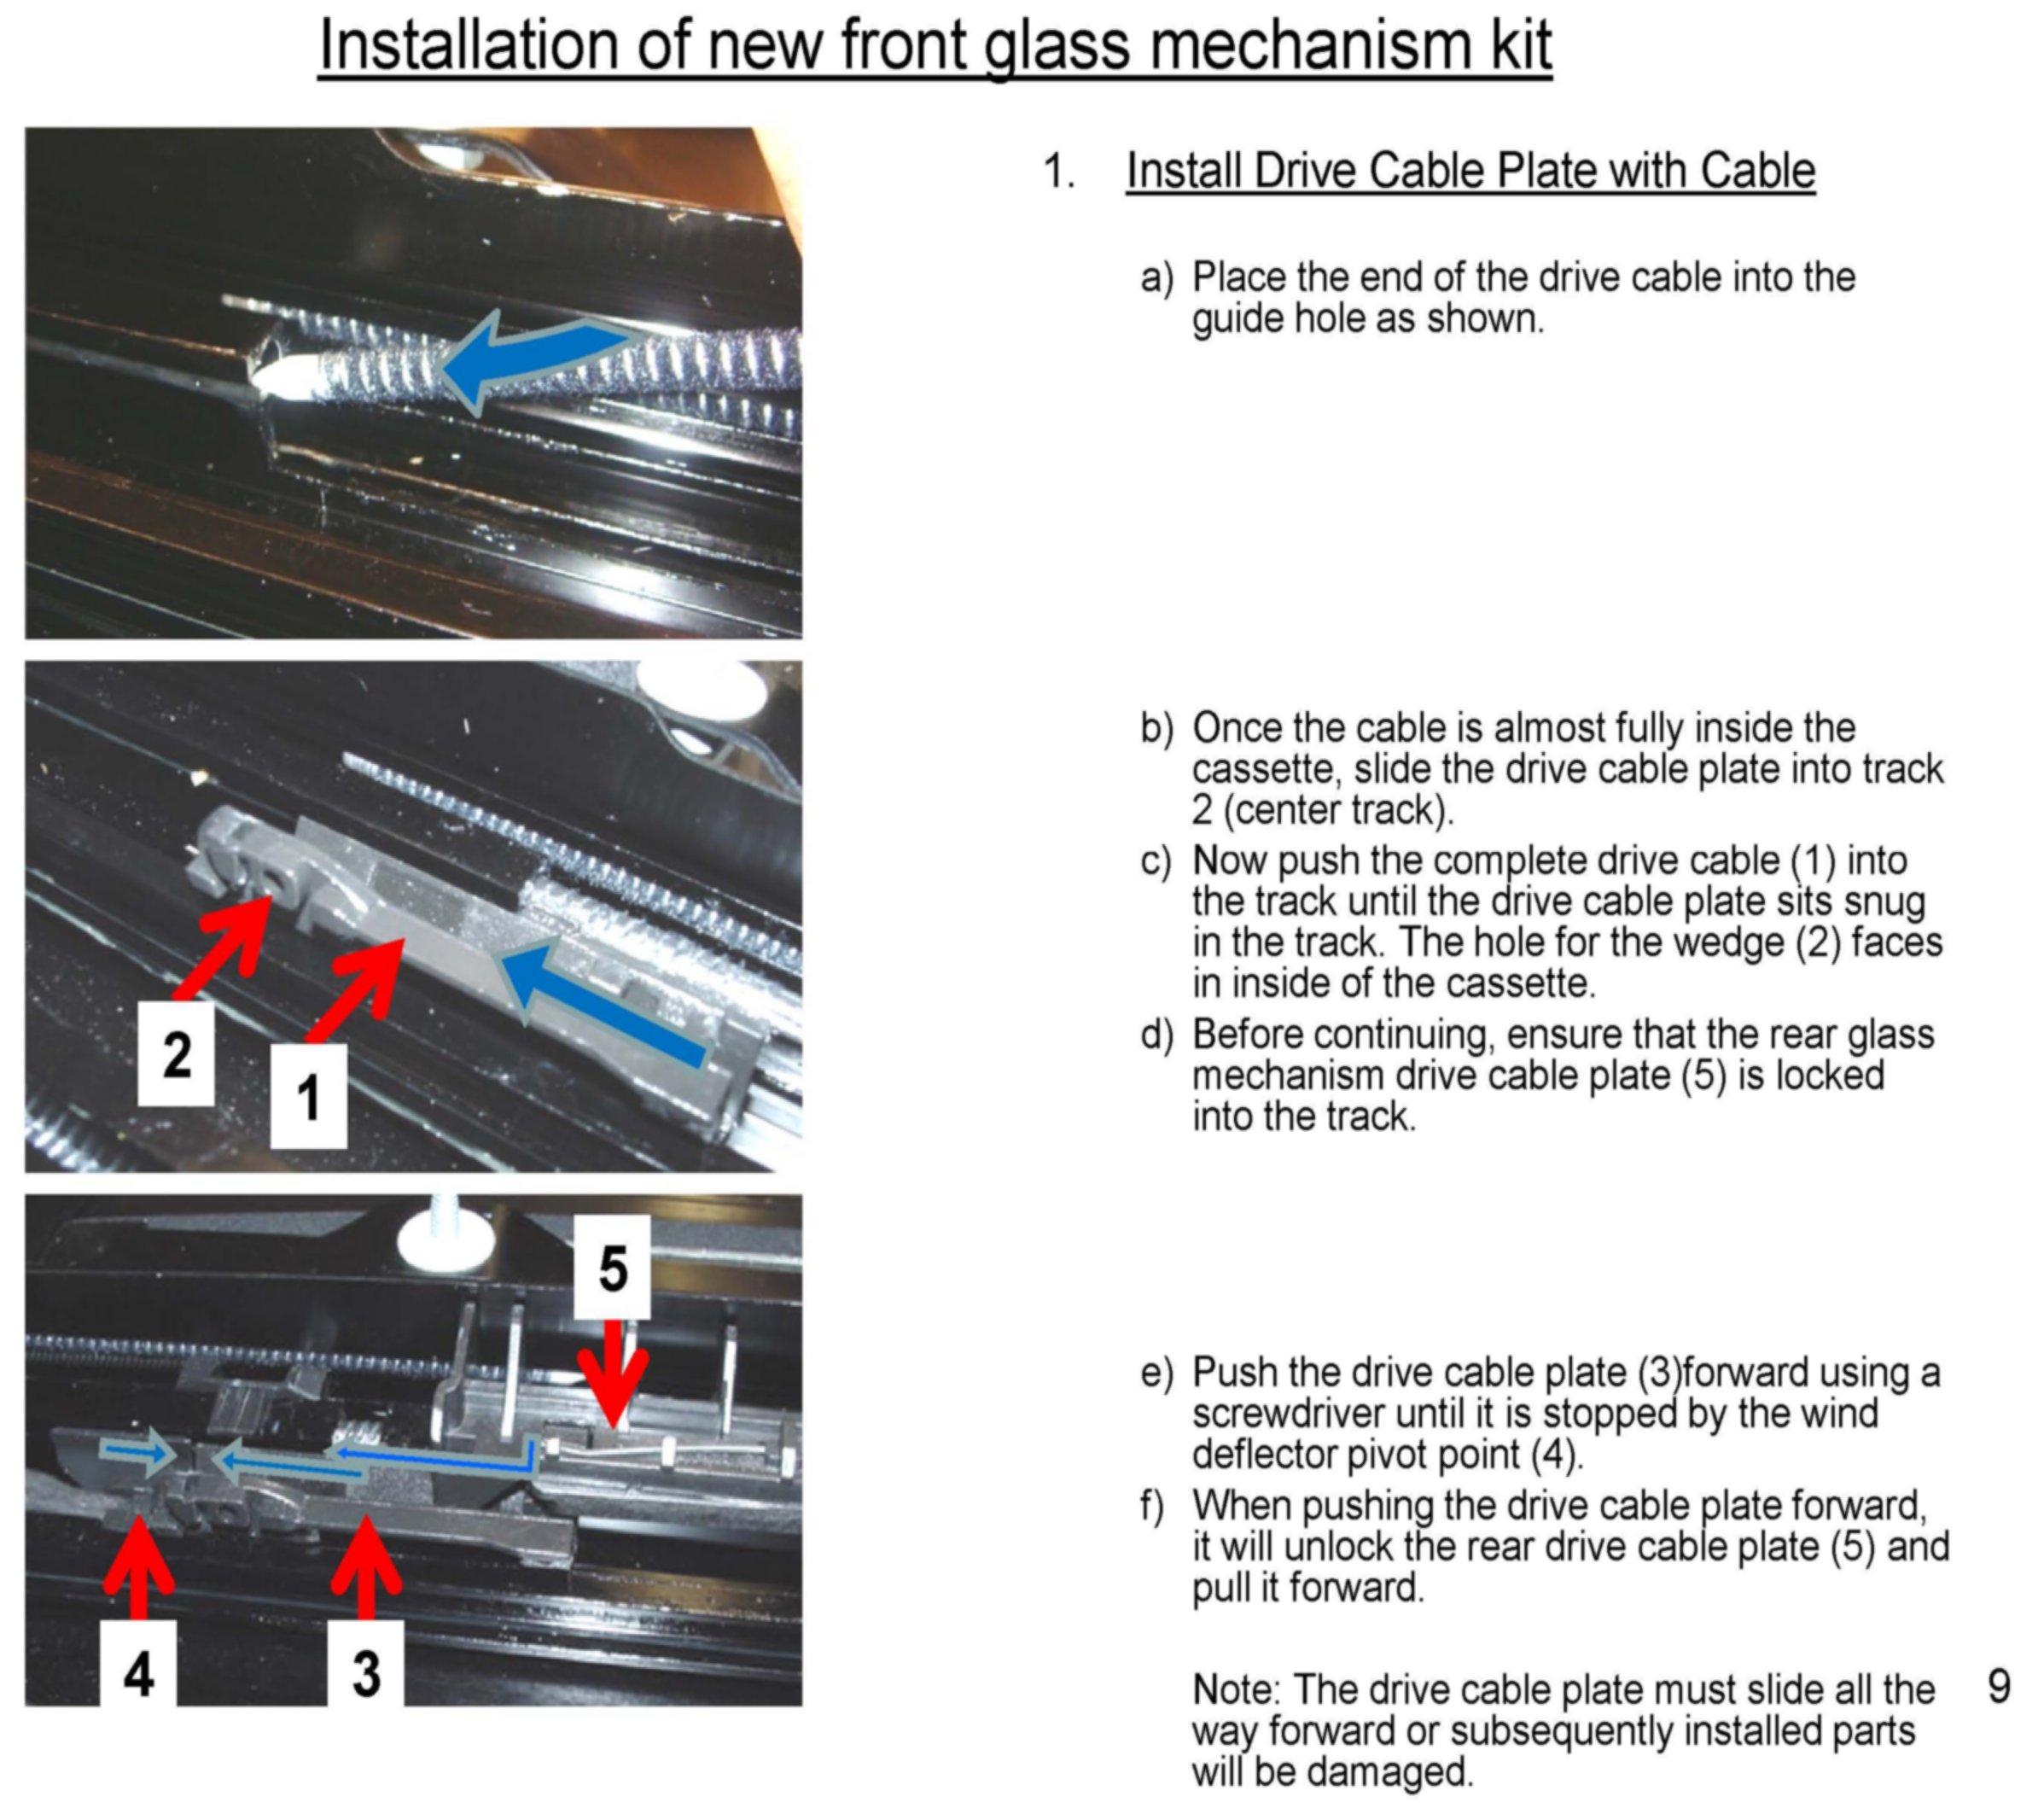 Installation of new front glass mechanism kit
1. Install Drive Cable Plate with Cable
a) Place the end of the drive cable into the
guide hole as shown.
b) Once the cable is almost fully inside the
cassette, slide the drive cable plate into track
2 (center track).
c) Now push the complete drive cable (1) into
the track until the drive cable plate sits snug
in the track. The hole for the wedge (2) faces
in inside of the cassette.
d) Before continuing, ensure that the rear glass
mechanism drive cable plate (5) is locked
into the track.
2
1
5
4
3
e) Push the drive cable plate (3)forward using a
screwdriver until it is stopped by the wind
deflector pivot point (4).
f) When pushing the drive cable plate forward,
it will unlock the rear drive cable plate (5) and
pull it forward.
Note: The drive cable plate must slide all the
way forward or subsequently installed parts
will be damaged.
9